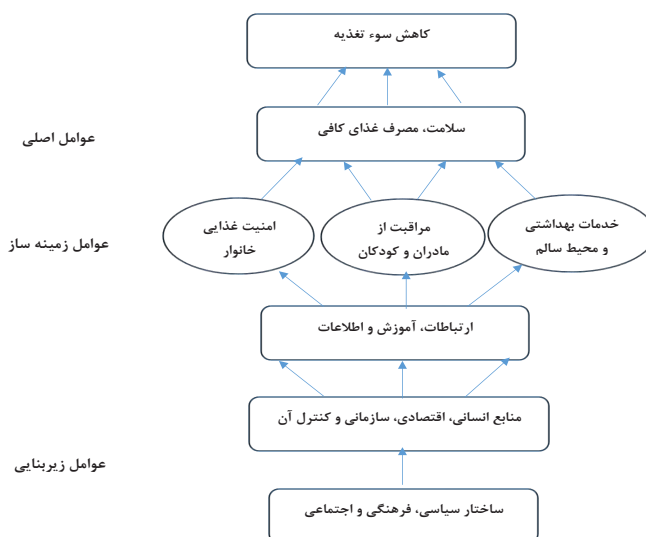 کاهش سوء تغذیه
عوامل اصلی
سلامت، مصرف غذای کافی
عوامل زمینه ساز
خدمات بهداشتی
و محیط سالم
مراقبت از
مادران و کودکان
امنیت غذایی
خانوار
ارتباطات، آموزش و اطلاعات
منابع انسانی، اقتصادی، سازمانی و کنترل آن
عوامل زیربنایی
ساختار سیاسی، فرهنگی و اجتماعی